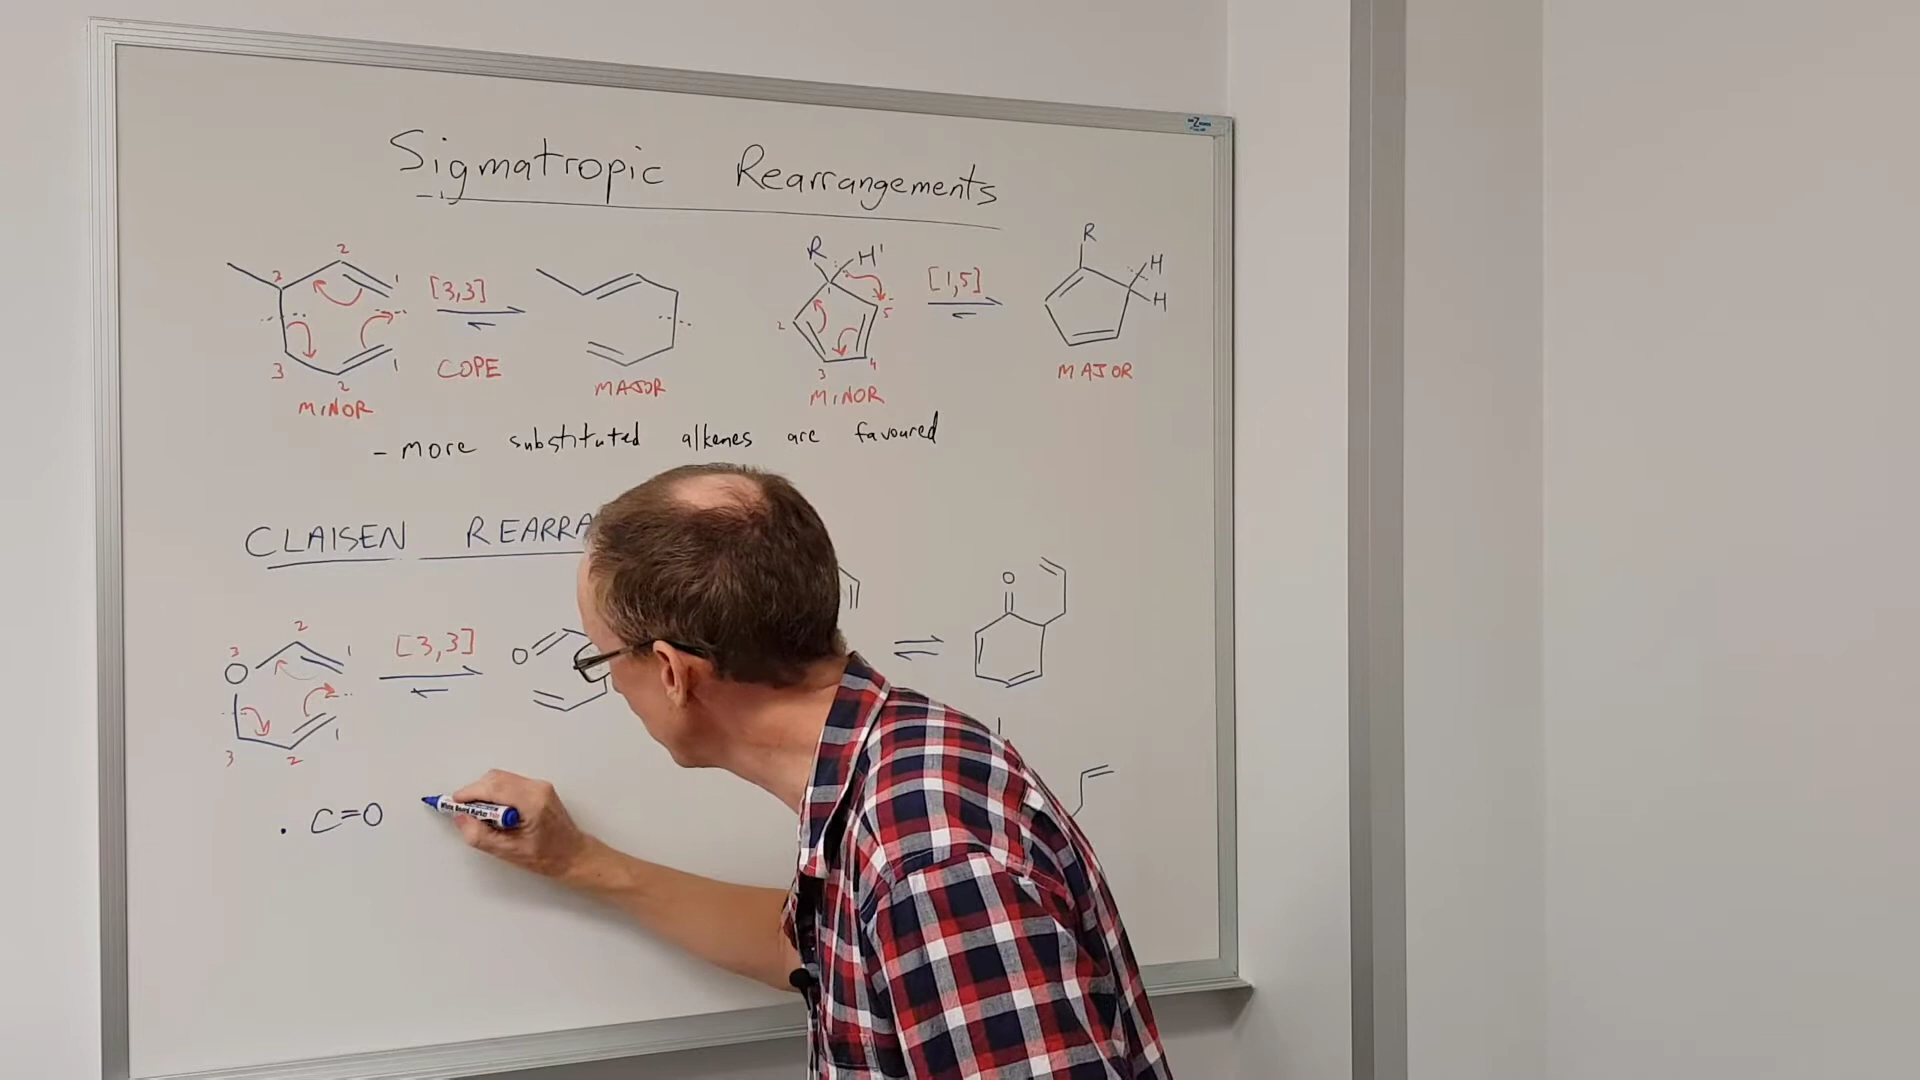 Sigmatropic Rearrangements
2 R H' R
3 1 [3,3] 1 [1,5] H
5 H
2
3 2 1 COPE 3 4
MINOR MAJOR MINOR MAJOR
- more substituted alkenes are favoured
CLAISEN REARRA
O
3 2 1 [3,3]
O O
3 2 1
. C=O